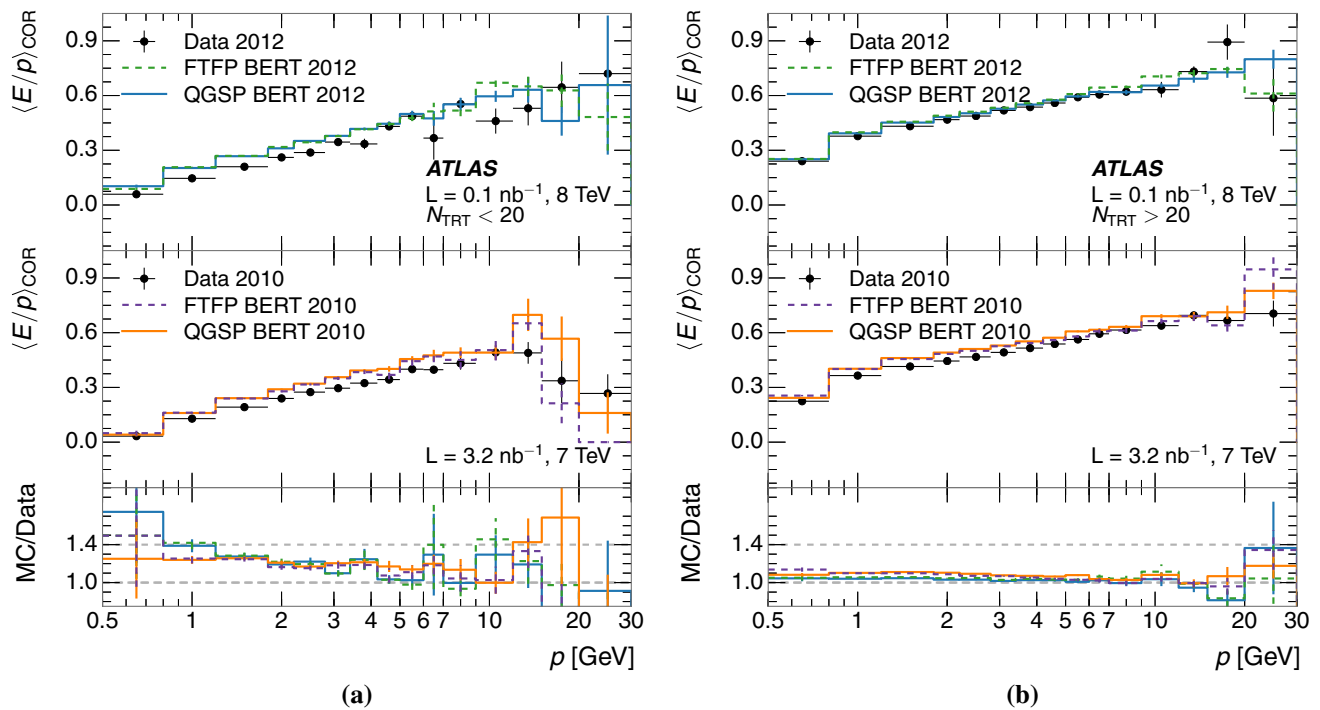 ⟨E/p⟩COR
0.9
0.6
0.3
0.0
Data 2012
FTFP BERT 2012
QGSP BERT 2012
ATLAS
L = 0.1 nb⁻¹, 8 TeV
N_TRT < 20
⟨E/p⟩COR
0.9
0.6
0.3
0.0
Data 2010
FTFP BERT 2010
QGSP BERT 2010
L = 3.2 nb⁻¹, 7 TeV
MC/Data
1.4
1.0
0.5 1 2 3 4 5 6 7 10 20 30
p [GeV]
(a)
⟨E/p⟩COR
0.9
0.6
0.3
0.0
Data 2012
FTFP BERT 2012
QGSP BERT 2012
ATLAS
L = 0.1 nb⁻¹, 8 TeV
N_TRT > 20
⟨E/p⟩COR
0.9
0.6
0.3
0.0
Data 2010
FTFP BERT 2010
QGSP BERT 2010
L = 3.2 nb⁻¹, 7 TeV
MC/Data
1.4
1.0
0.5 1 2 3 4 5 6 7 10 20 30
p [GeV]
(b)